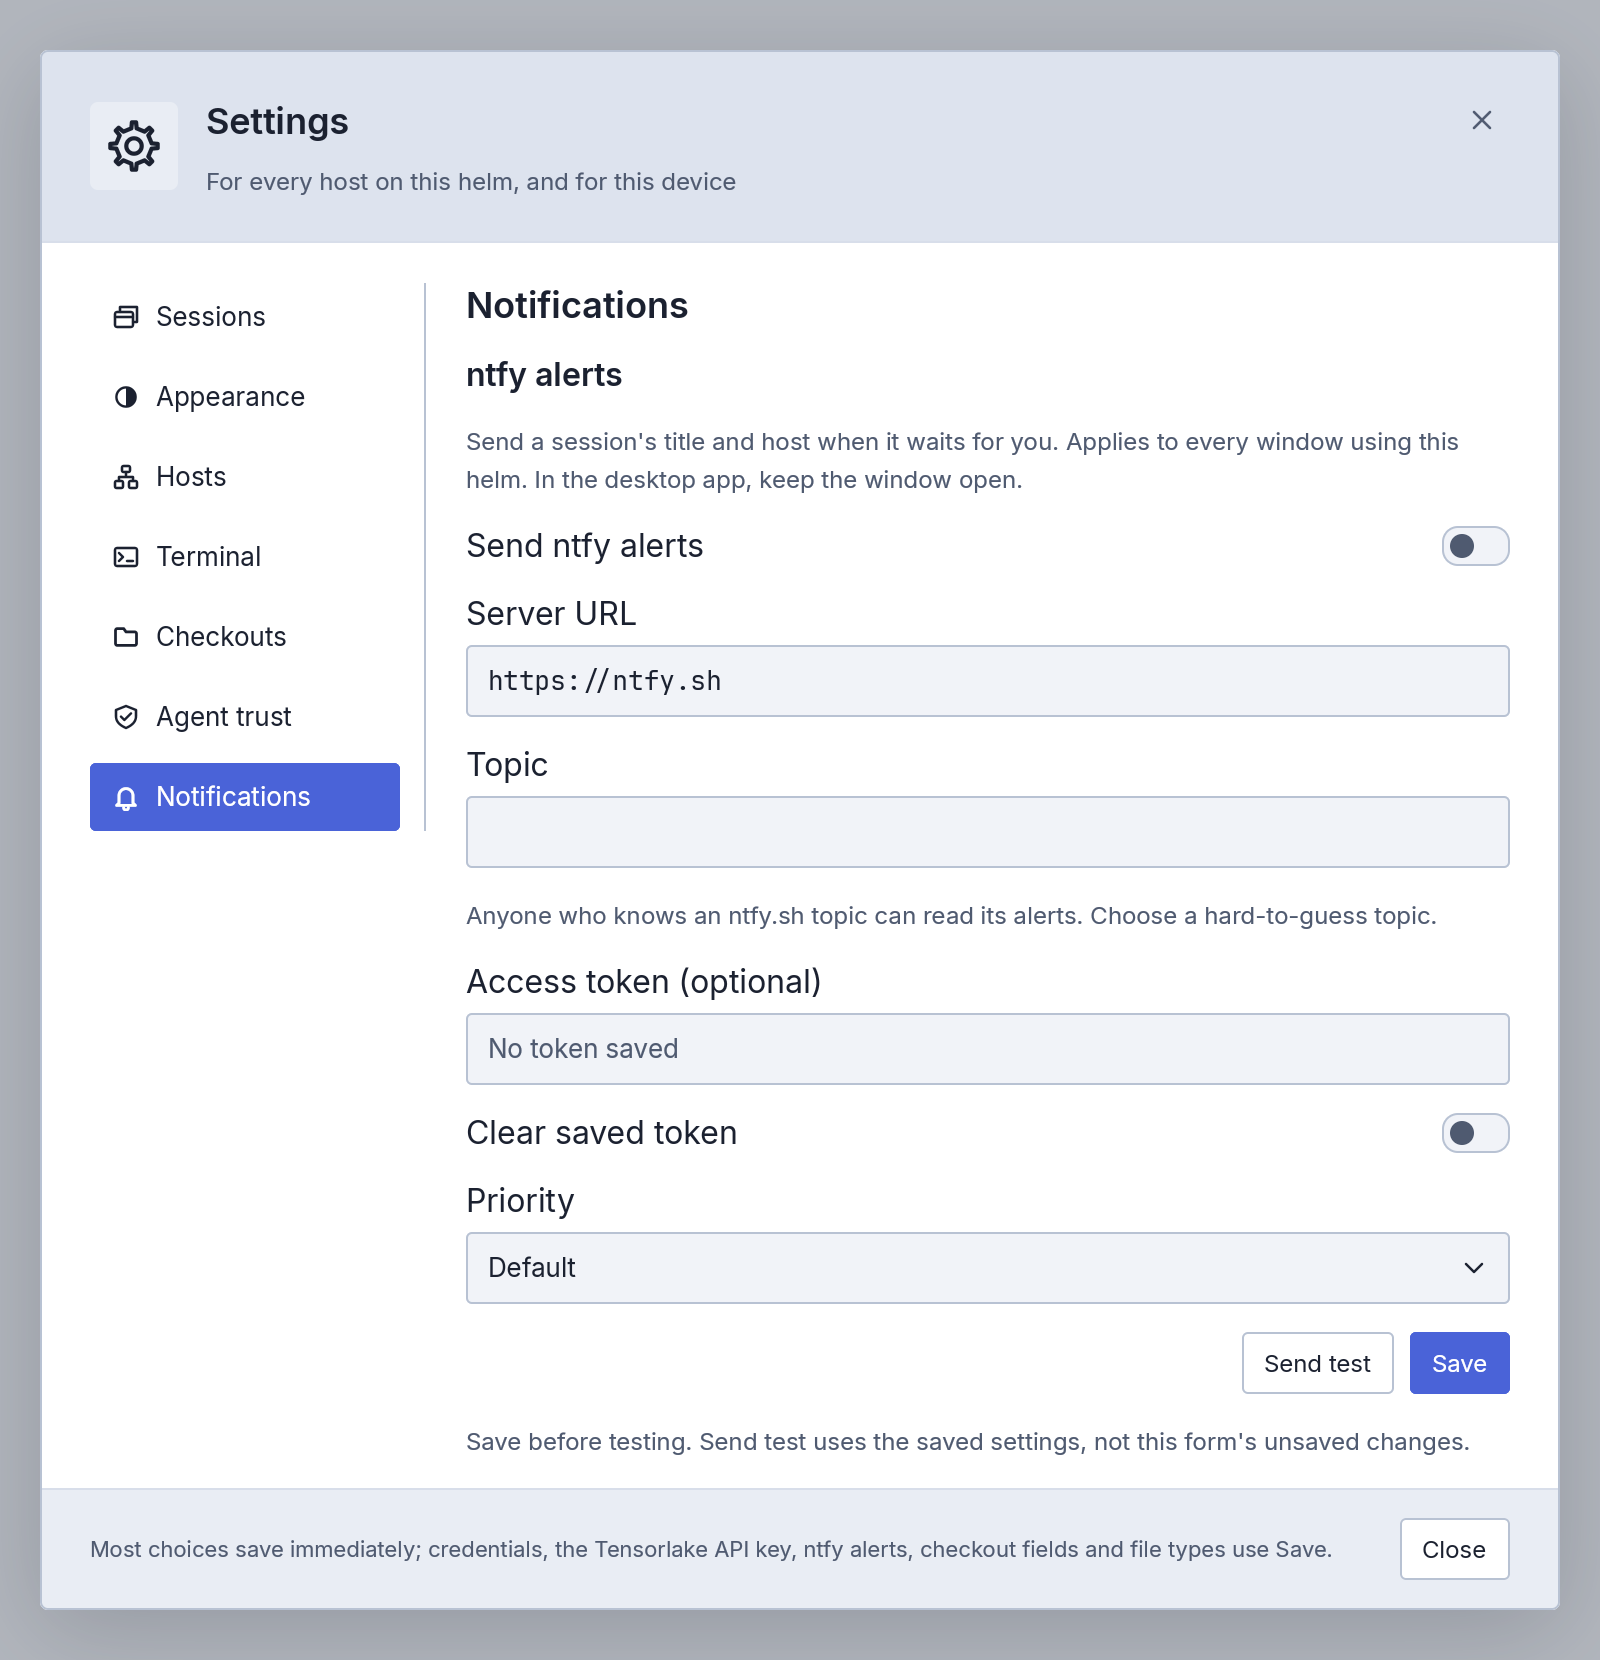 Settings
For every host on this helm, and for this device
Sessions
Appearance
Hosts
Terminal
Checkouts
Agent trust
Notifications
Notifications
ntfy alerts
Send a session's title and host when it waits for you. Applies to every window using this
helm. In the desktop app, keep the window open.
Send ntfy alerts
Server URL
https://ntfy.sh
Topic
Anyone who knows an ntfy.sh topic can read its alerts. Choose a hard-to-guess topic.
Access token (optional)
No token saved
Clear saved token
Priority
Default
Send test
Save
Save before testing. Send test uses the saved settings, not this form's unsaved changes.
Most choices save immediately; credentials, the Tensorlake API key, ntfy alerts, checkout fields and file types use Save.
Close